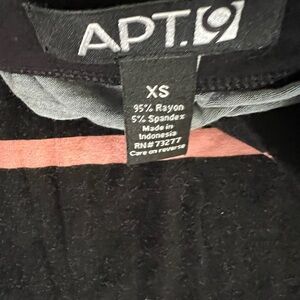 APT.9
XS
95% Rayon
5% Spandex
Made in
Indonesia
RN#73277
Care on reverse